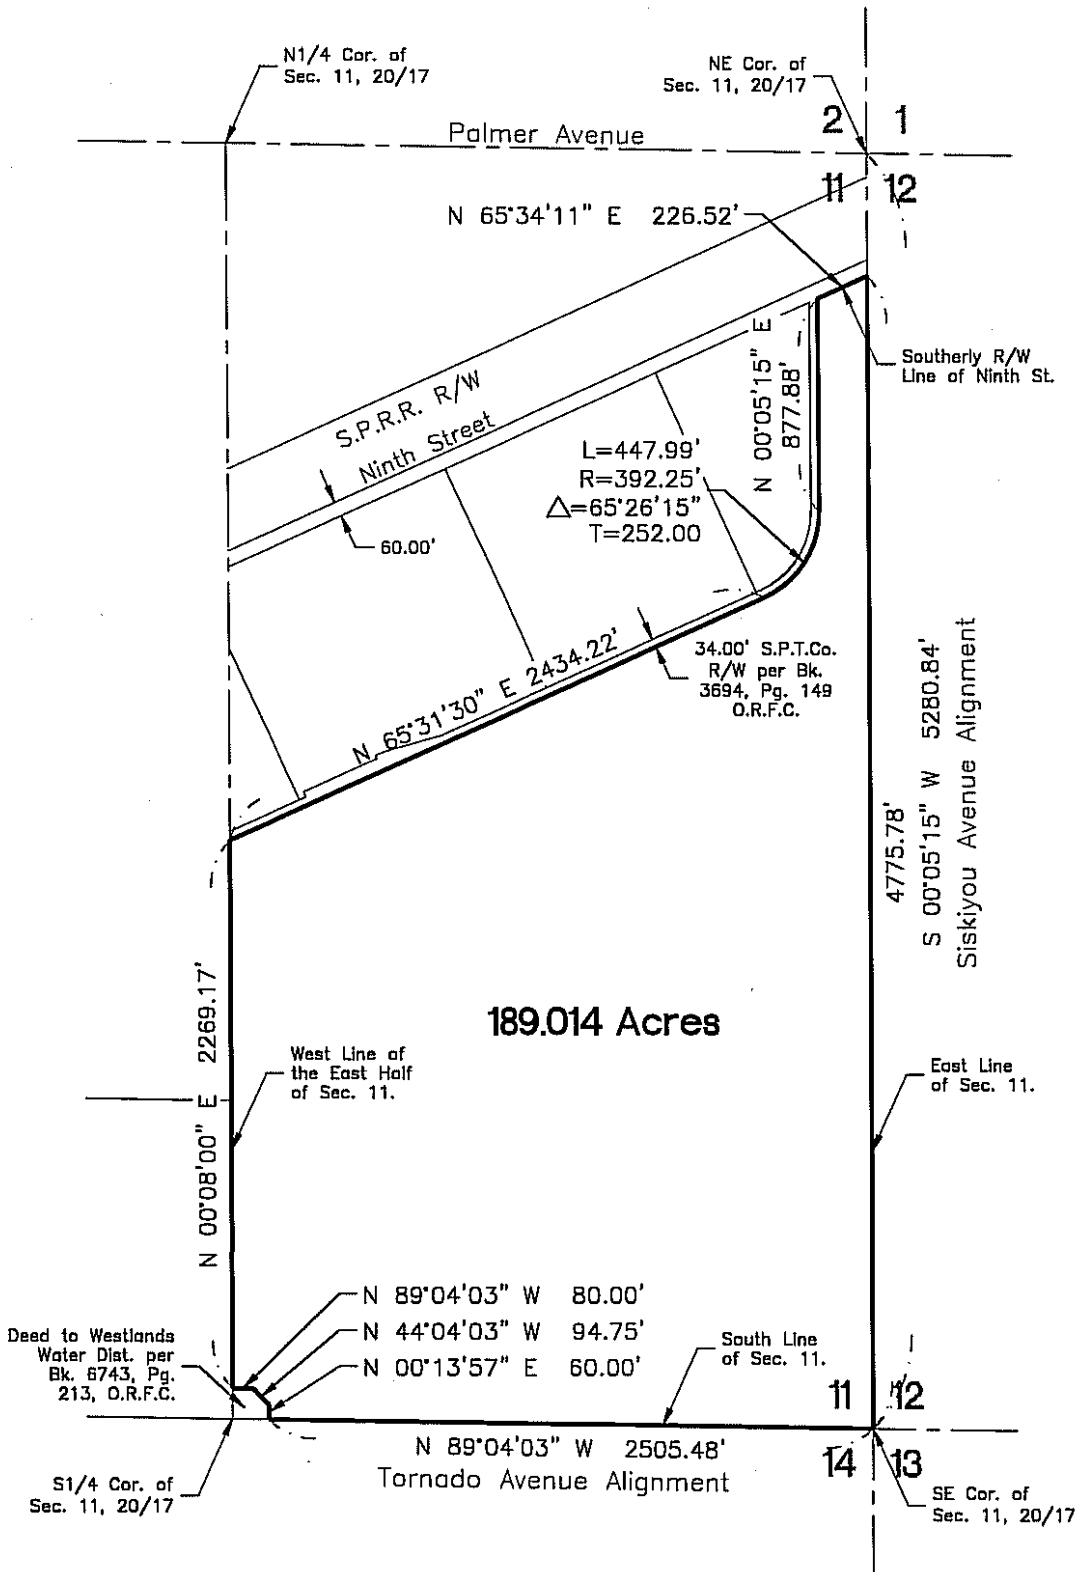 N1/4 Cor. of
Sec. 11, 20/17
NE Cor. of
Sec. 11, 20/17
Palmer Avenue
2 1
11 12
N 65°34'11" E 226.52'
Southerly R/W
Line of Ninth St.
S.P.R.R. R/W
Ninth Street
60.00'
N 00°05'15" E
877.88'
L=447.99'
R=392.25'
△=65°26'15"
T=252.00
34.00' S.P.T.Co.
R/W per Bk.
3694, Pg. 149
O.R.F.C.
N 65°31'30" E 2434.22'
4775.78'
S 00°05'15" W 5280.84'
Siskiyou Avenue Alignment
189.014 Acres
N 00°08'00" E 2269.17'
West Line of
the East Half
of Sec. 11.
East Line
of Sec. 11.
N 89°04'03" W 80.00'
N 44°04'03" W 94.75'
N 00°13'57" E 60.00'
Deed to Westlands
Water Dist. per
Bk. 6743, Pg.
213, O.R.F.C.
South Line
of Sec. 11.
11 12
14 13
N 89°04'03" W 2505.48'
Tornado Avenue Alignment
S1/4 Cor. of
Sec. 11, 20/17
SE Cor. of
Sec. 11, 20/17